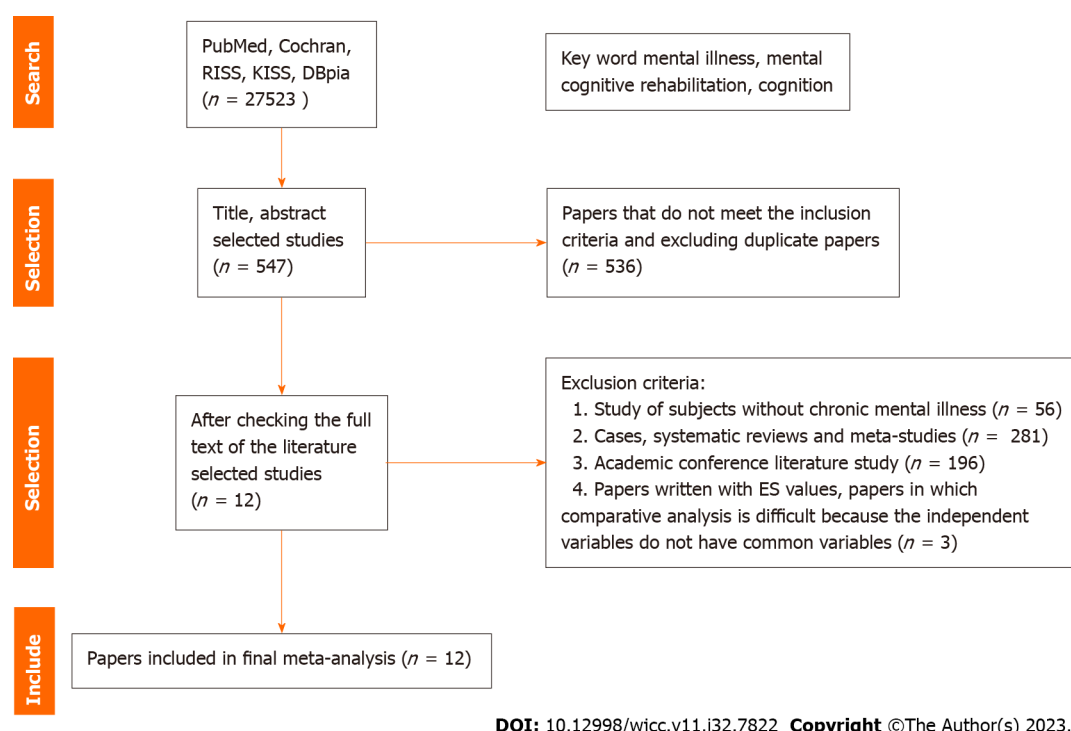 Search
PubMed, Cochran,
RISS, KISS, DBpia
(n = 27523 )
Key word mental illness, mental
cognitive rehabilitation, cognition
Selection
Title, abstract
selected studies
(n = 547)
Papers that do not meet the inclusion
criteria and excluding duplicate papers
(n = 536)
Selection
After checking the full
text of the literature
selected studies
(n = 12)
Exclusion criteria:
1. Study of subjects without chronic mental illness (n = 56)
2. Cases, systematic reviews and meta-studies (n = 281)
3. Academic conference literature study (n = 196)
4. Papers written with ES values, papers in which
comparative analysis is difficult because the independent
variables do not have common variables (n = 3)
Include
Papers included in final meta-analysis (n = 12)
DOI: 10.12998/wjcc.v11.i32.7822 Copyright ©The Author(s) 2023.